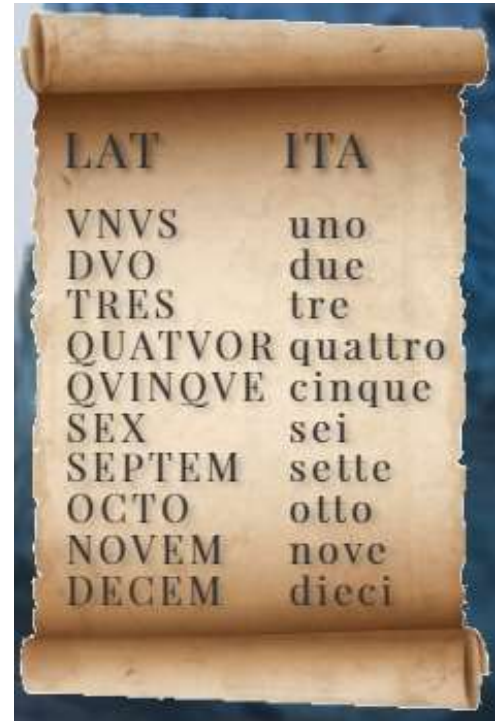 LAT ITA
VNVS uno
DVO due
TRES tre
QUATVOR quattro
QVINQVE cinque
SEX sei
SEPTEM sette
OCTO otto
NOVEM nove
DECEM dieci